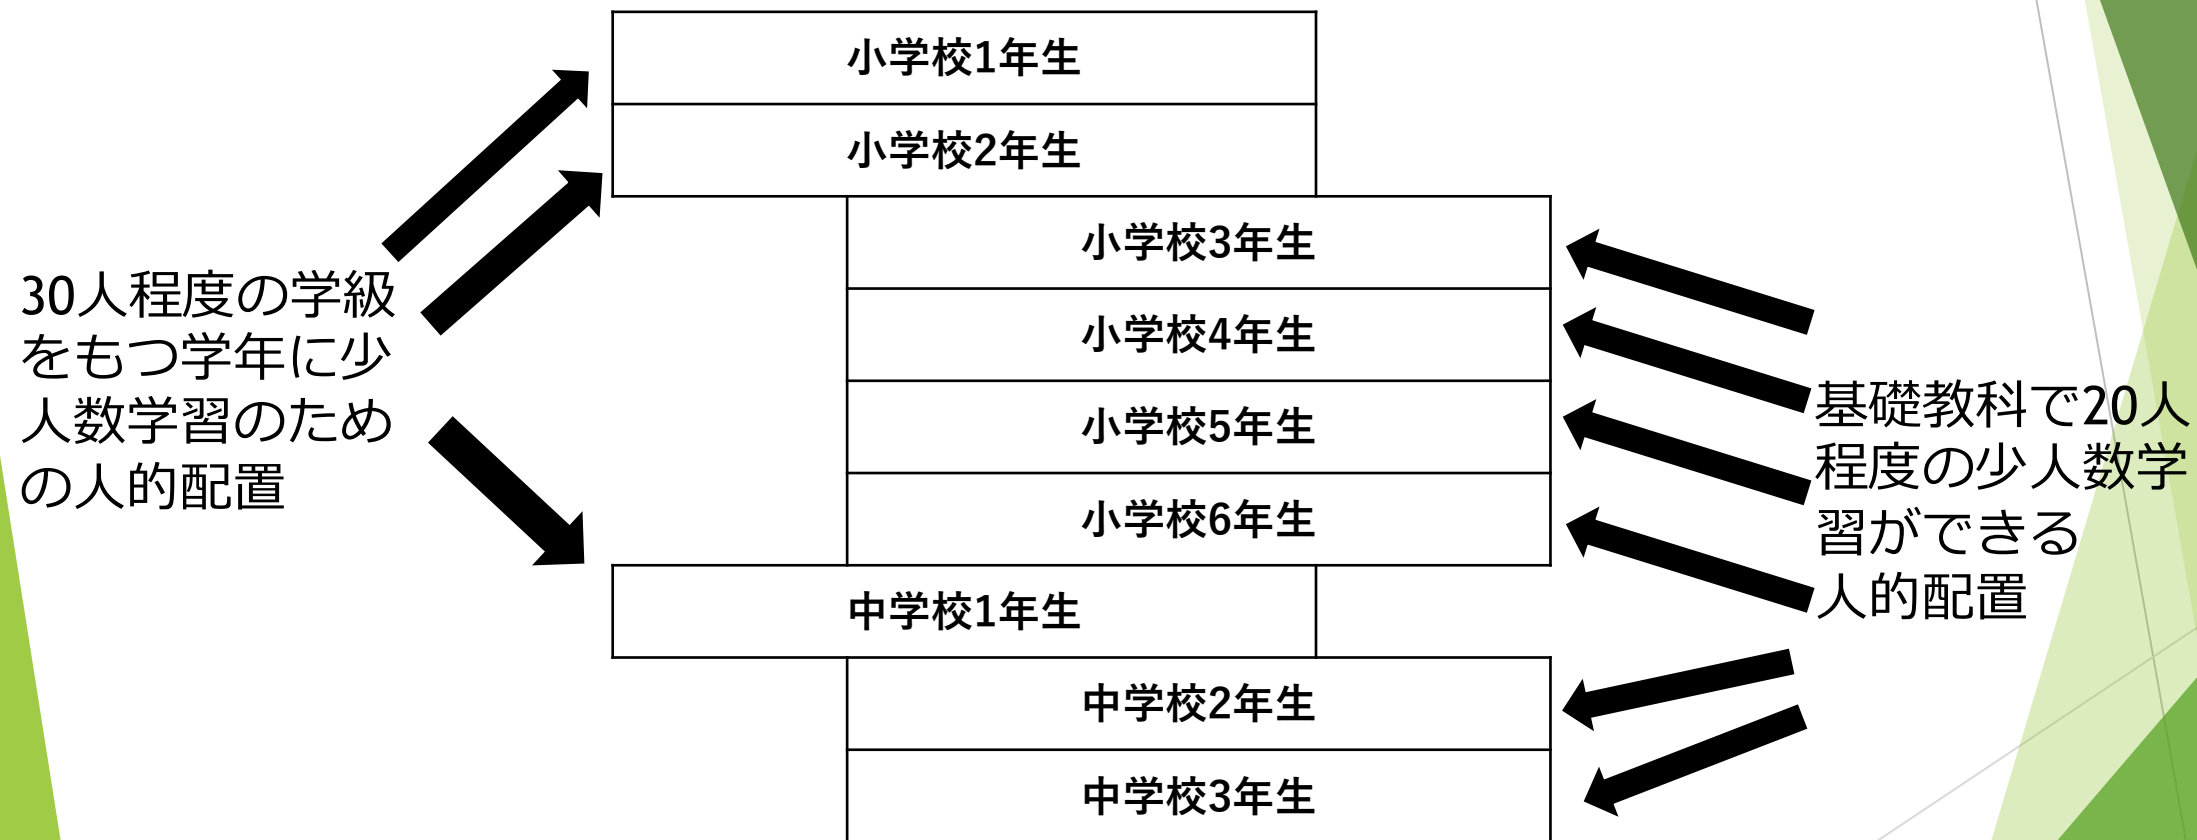 小学校1年生
小学校2年生
小学校3年生
小学校4年生
小学校5年生
小学校6年生
中学校1年生
中学校2年生
中学校3年生
30人程度の学級
をもつ学年に少
人数学習のため
の人的配置
基礎教科で20人
程度の少人数学
習ができる
人的配置